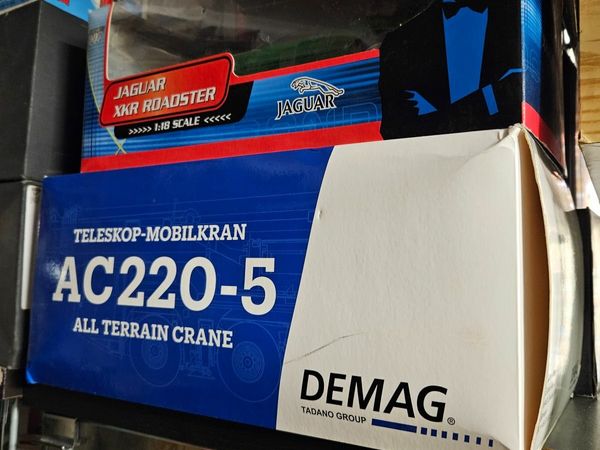 JAGUAR
XKR ROADSTER
>>>>> 1:18 SCALE <<<<<
JAGUAR
TELESKOP-MOBILKRAN
AC220-5
ALL TERRAIN CRANE
DEMAG®
TADANO GROUP